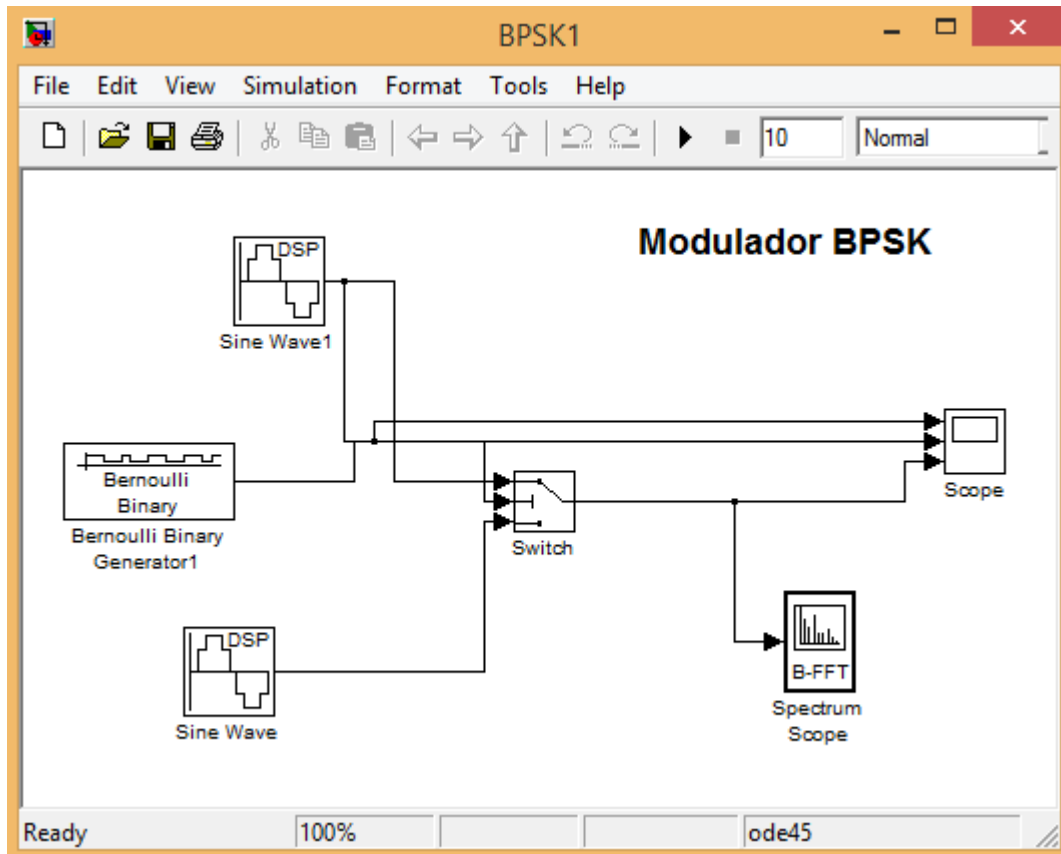 BPSK1
File Edit View Simulation Format Tools Help
10 Normal
Modulador BPSK
DSP
Sine Wave1
Bernoulli
Binary
Bernoulli Binary
Generator1
Scope
Switch
DSP
Sine Wave
B-FFT
Spectrum
Scope
Ready 100% ode45